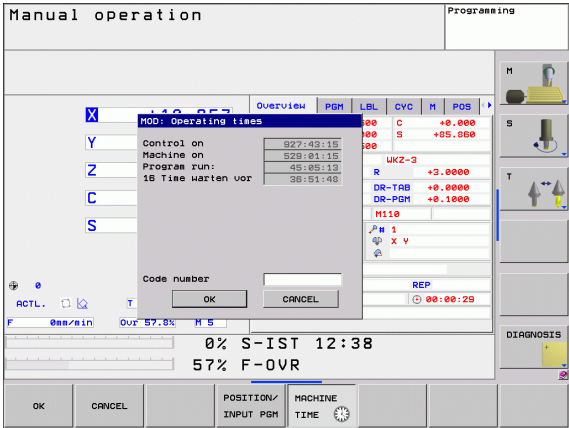 Manual operation
Programming
M
S
T
DIAGNOSIS
Overview PGM LBL CYC M POS
X
Y
Z
C
S
MOD: Operating times
Control on 927:43:15
Machine on 529:01:15
Program run: 45:05:13
16 Time warten vor 36:51:48
Code number
OK CANCEL
C +0.000
S +85.860
WKZ-3
R +3.0000
DR-TAB +0.0000
DR-PGM +0.1000
M110
1
X Y
REP
00:00:29
0
ACTL. T
F 0mm/min Ovr 57.8% M 5
0% S-IST 12:38
57% F-OVR
OK CANCEL POSITION/ INPUT PGM MACHINE TIME